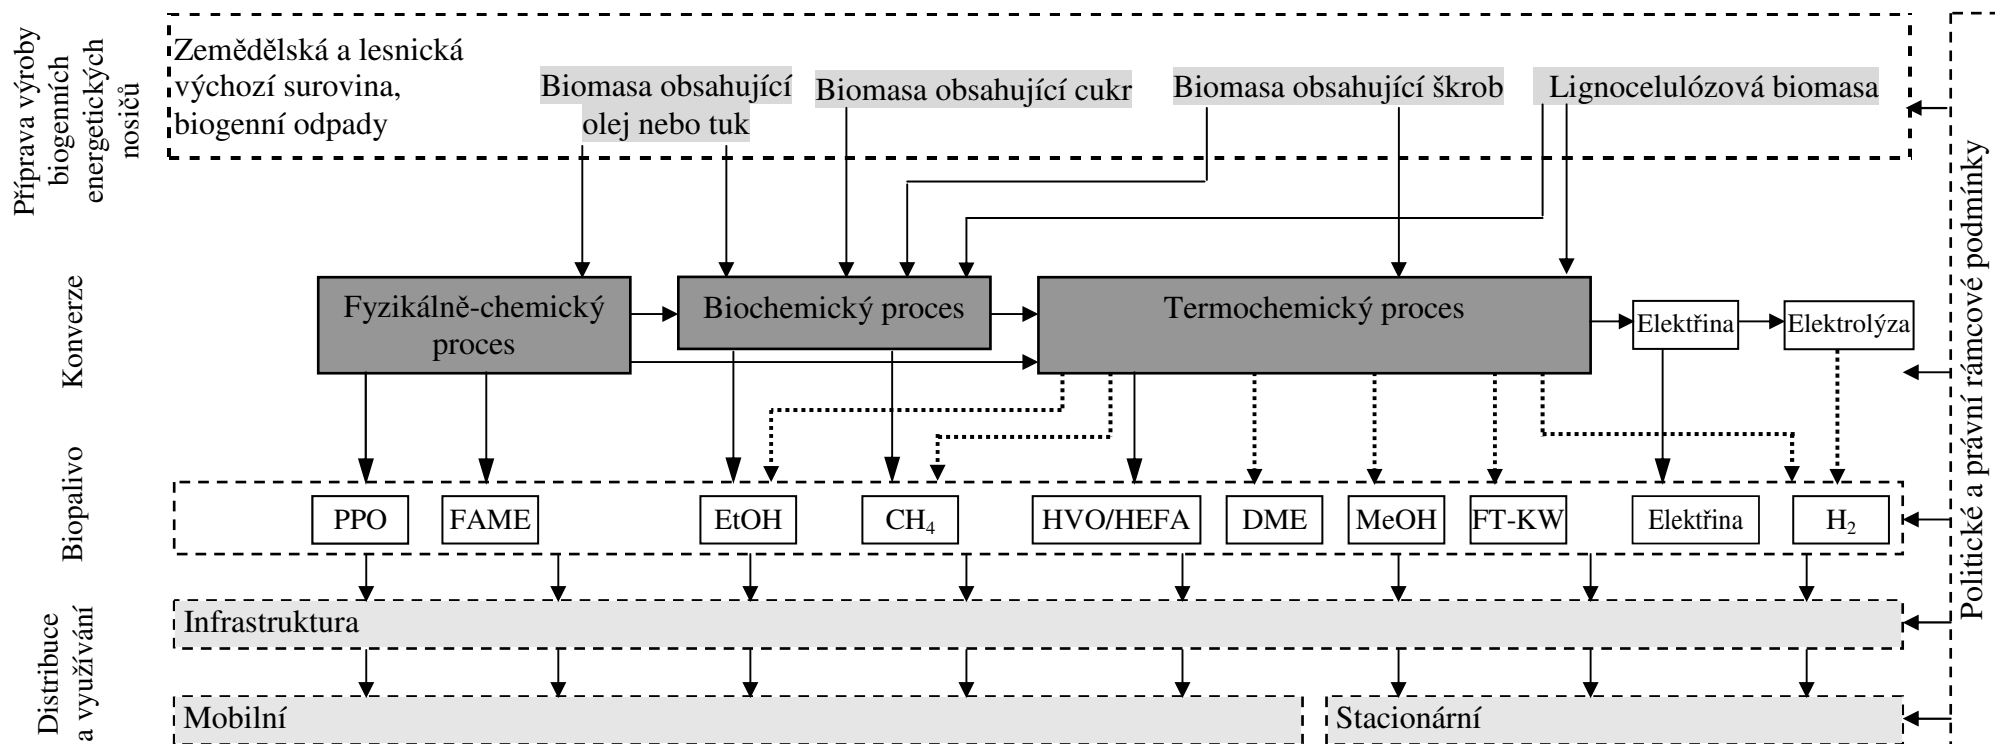 Příprava výroby
biogenních
energetických
nosičů
Zemědělská a lesnická
výchozí surovina,
biogenní odpady
Biomasa obsahující
olej nebo tuk
Biomasa obsahující cukr
Biomasa obsahující škrob
Lignocelulózová biomasa
Politické a právní rámcové podmínky
Konverze
Fyzikálně-chemický
proces
Biochemický proces
Termochemický proces
Elektřina
Elektrolýza
Biopalivo
PPO
FAME
EtOH
CH₄
HVO/HEFA
DME
MeOH
FT-KW
Elektřina
H₂
Distribuce
a využívání
Infrastruktura
Mobilní
Stacionární